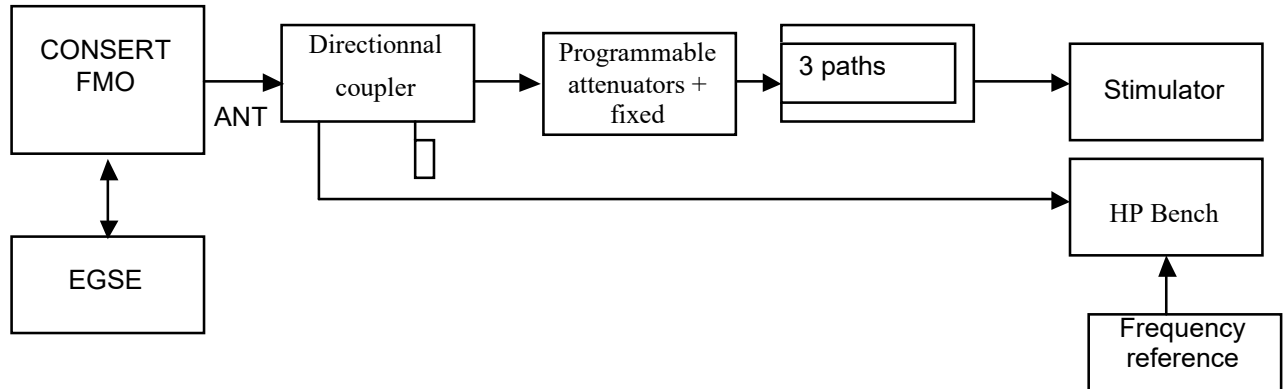 CONSERT
FMO
ANT
Directionnal
coupler
Programmable
attenuators +
fixed
3 paths
Stimulator
HP Bench
EGSE
Frequency
reference